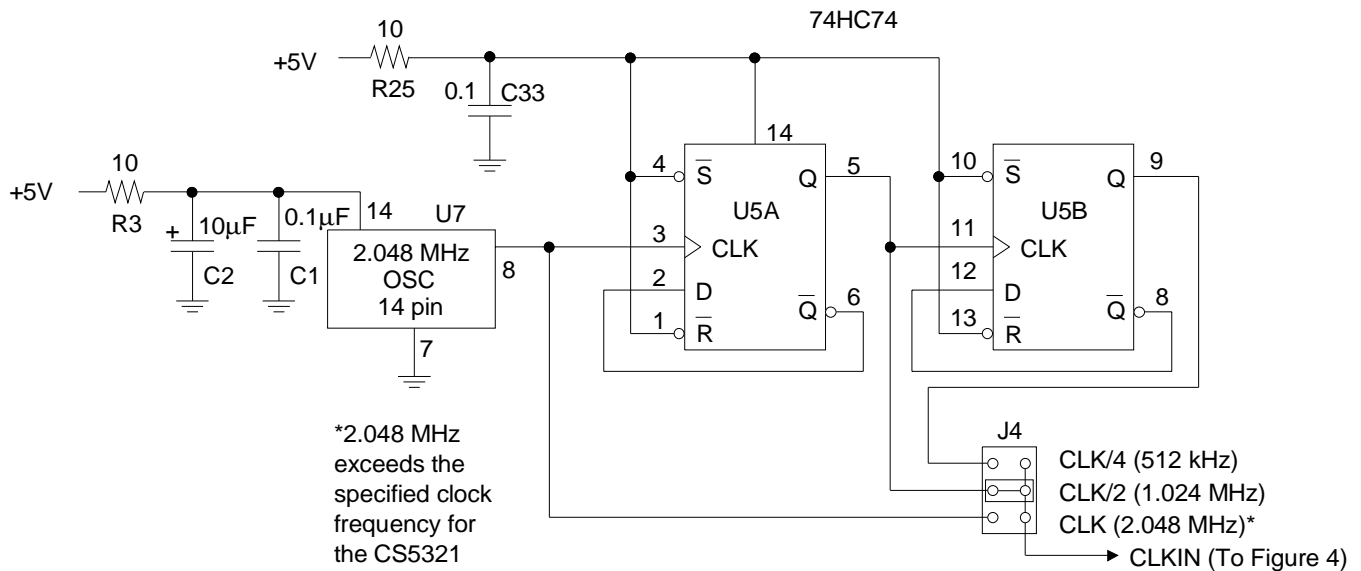 74HC74
10
+5V
R25
0.1
C33
14
10
+5V
R3
+
10µF
C2
0.1µF
C1
14
U7
2.048 MHz
OSC
14 pin
8
7
4
S
Q
5
U5A
3
CLK
2
D
Q
6
1
R
10
S
Q
9
U5B
11
CLK
12
D
Q
8
13
R
*2.048 MHz
exceeds the
specified clock
frequency for
the CS5321
J4
CLK/4 (512 kHz)
CLK/2 (1.024 MHz)
CLK (2.048 MHz)*
CLKIN (To Figure 4)